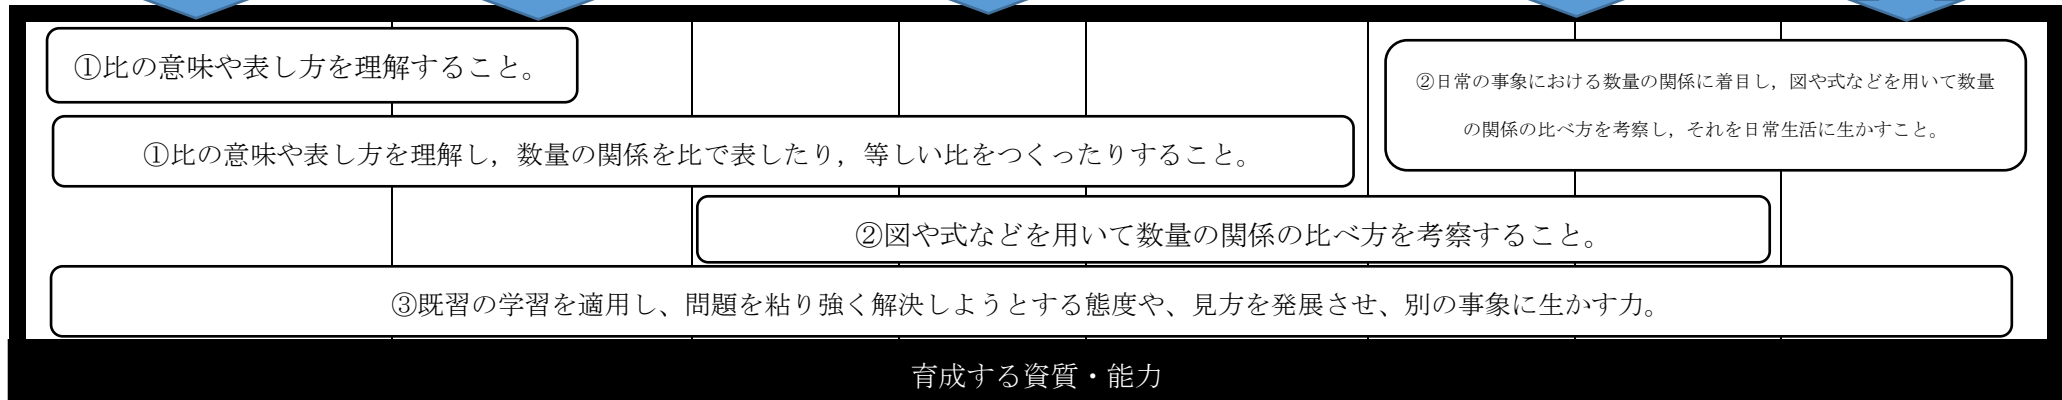 ①比の意味や表し方を理解すること。
②日常の事象における数量の関係に着目し，図や式などを用いて数量
の関係の比べ方を考察し，それを日常生活に生かすこと。
①比の意味や表し方を理解し，数量の関係を比で表したり，等しい比をつくったりすること。
②図や式などを用いて数量の関係の比べ方を考察すること。
③既習の学習を適用し、問題を粘り強く解決しようとする態度や、見方を発展させ、別の事象に生かす力。
育成する資質・能力